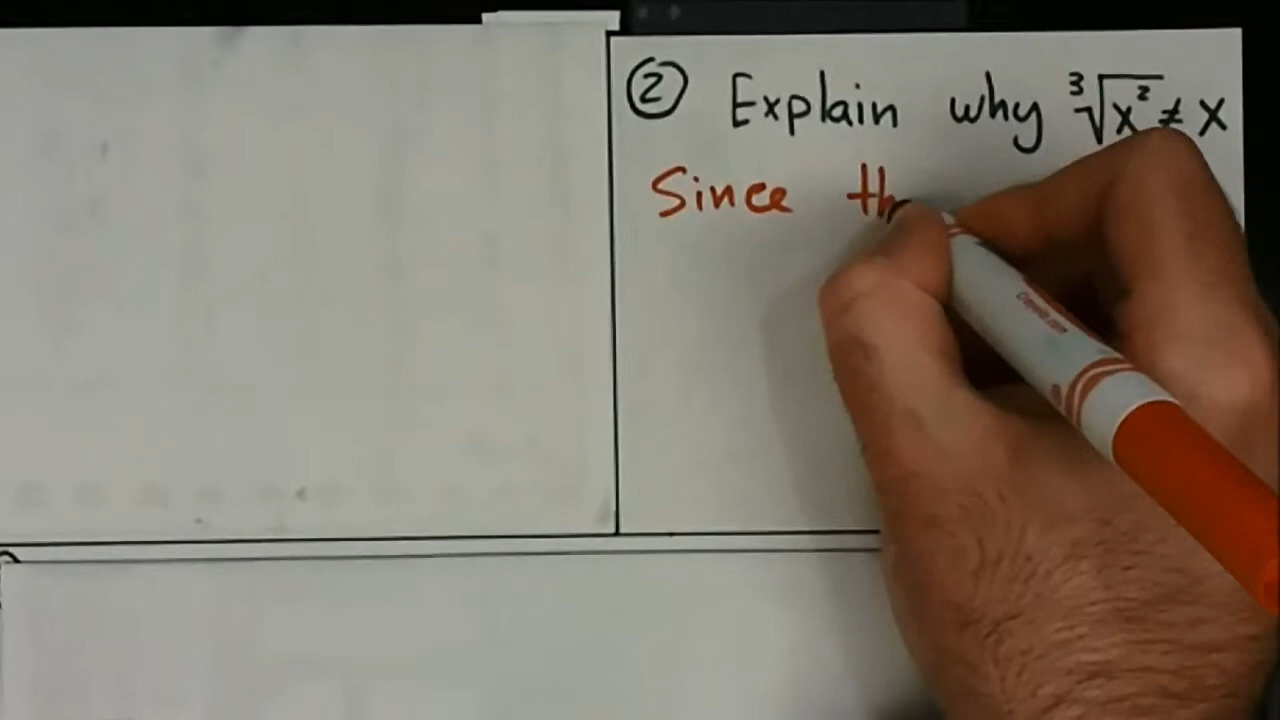 ② Explain why ∛x² ≠ x
Since th